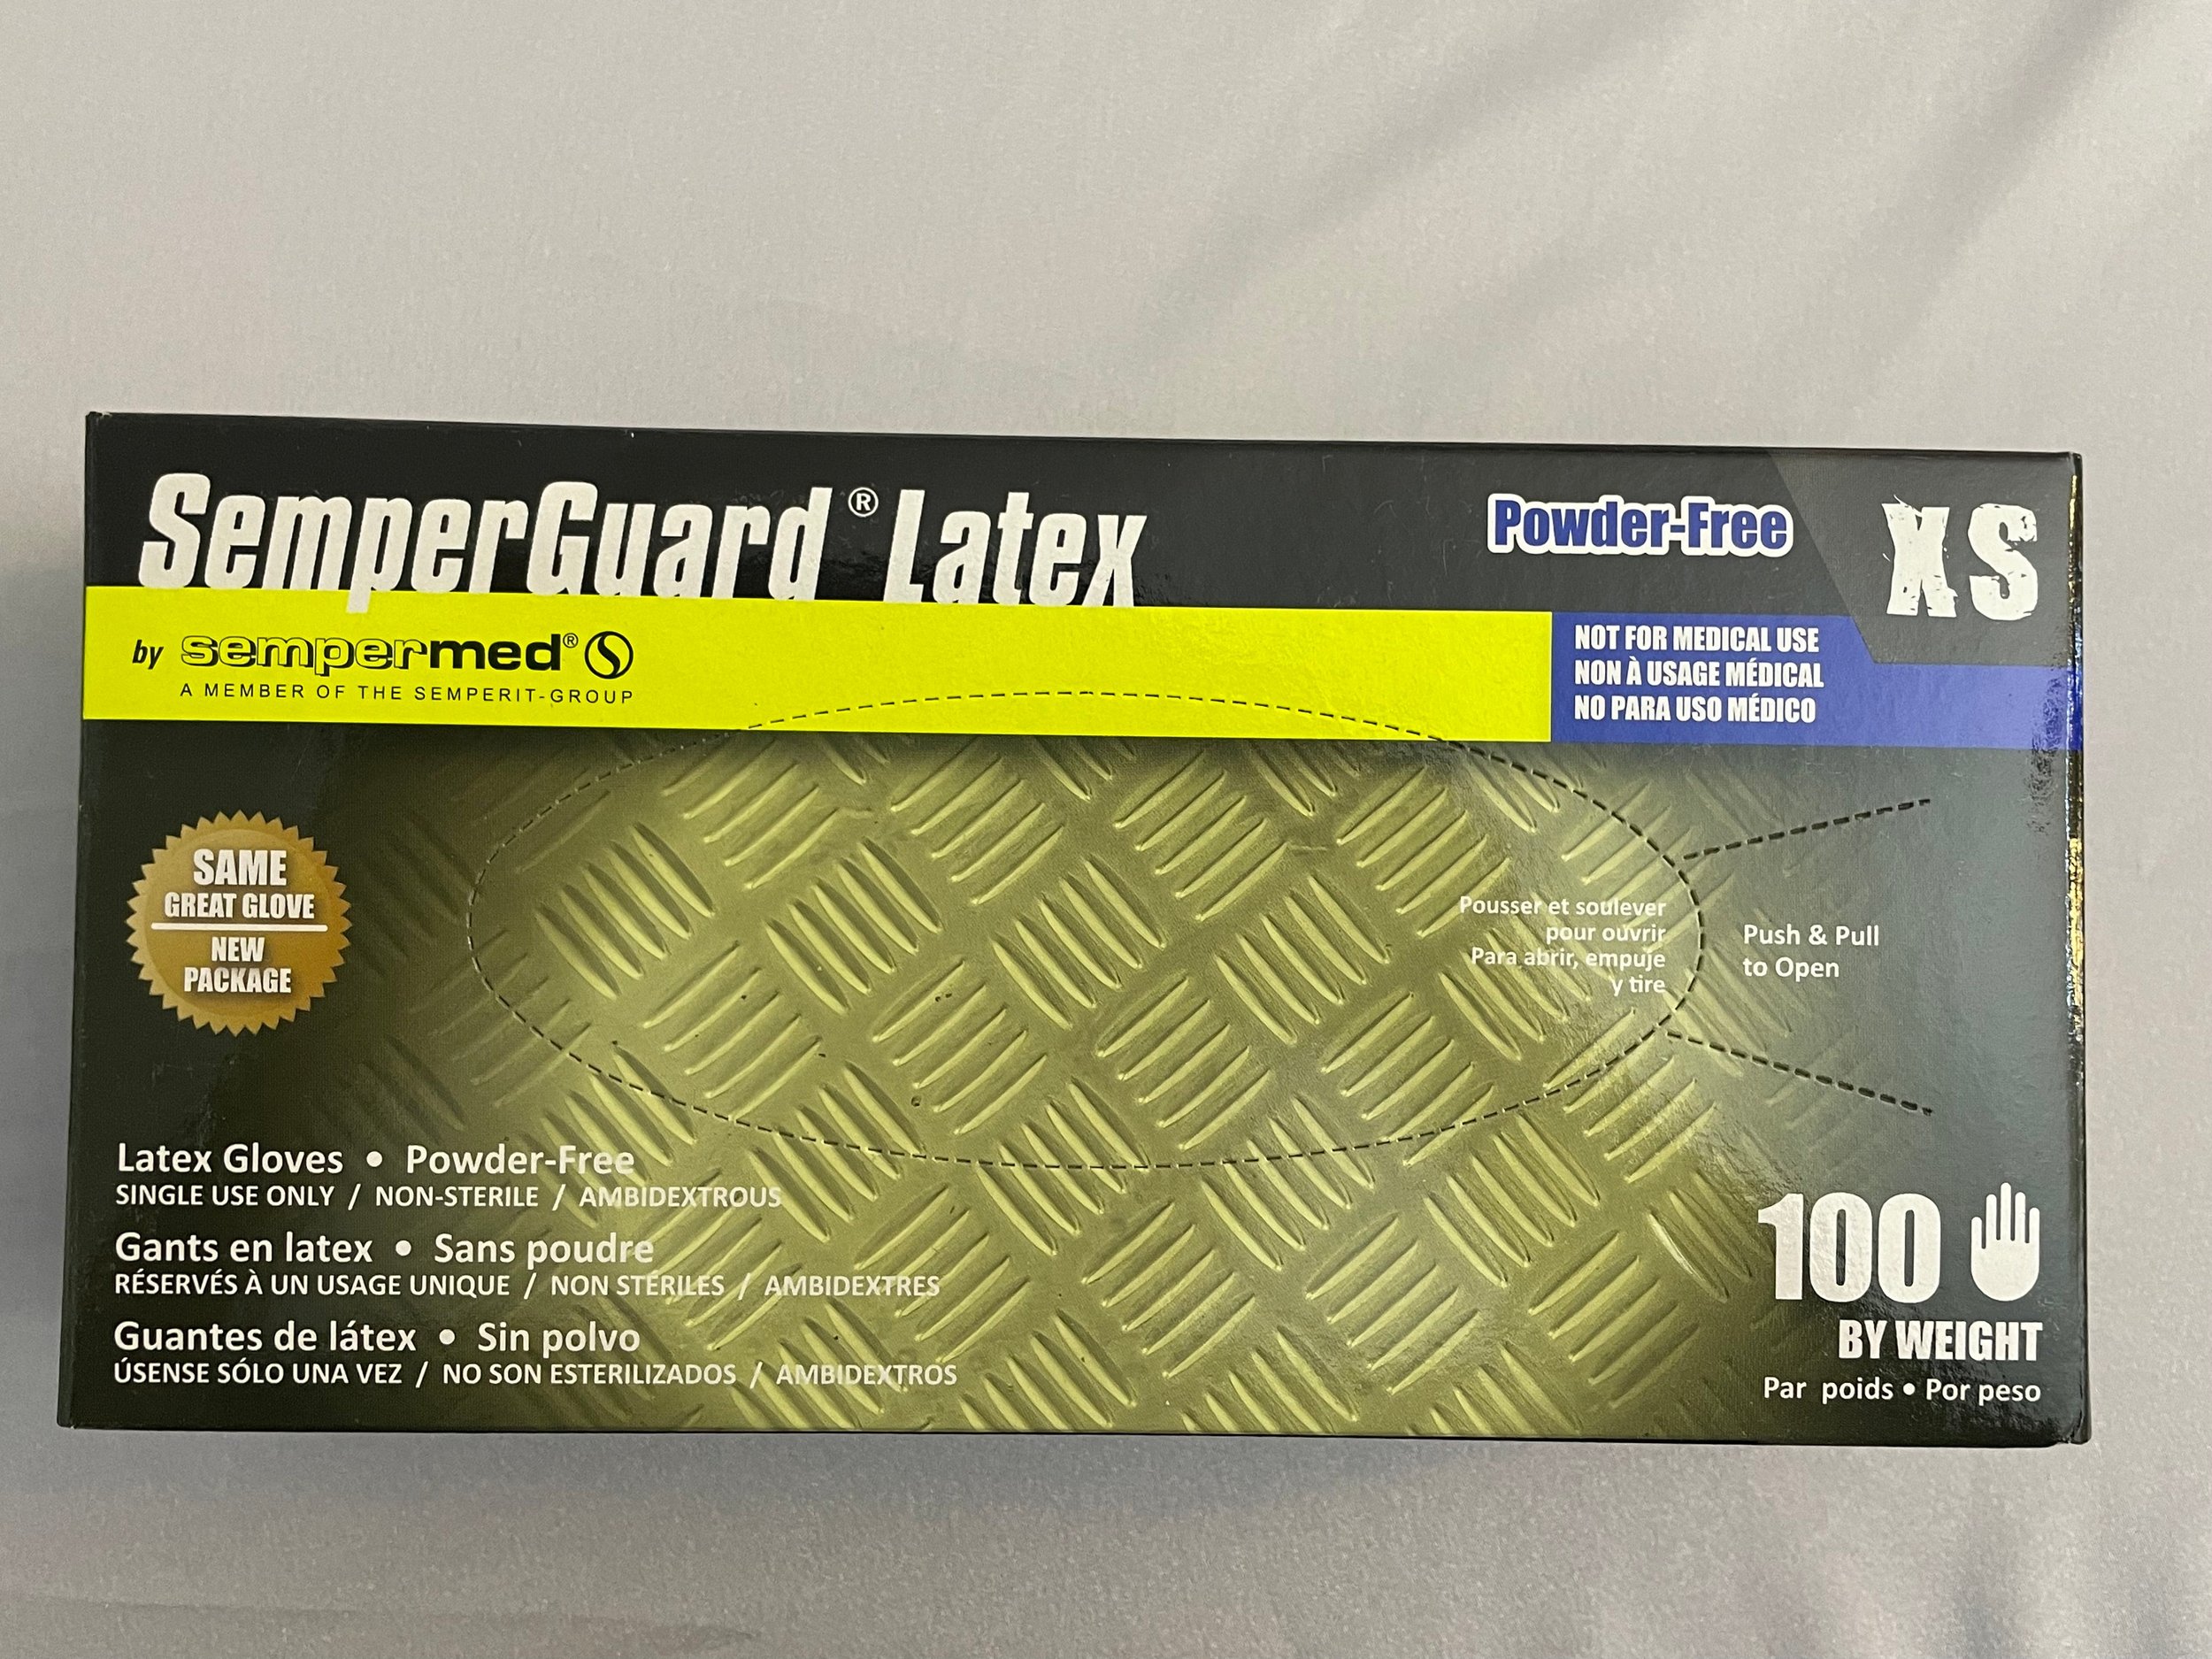 SemperGuard® Latex
Powder-Free
XS
by sempermed®
A MEMBER OF THE SEMPERIT-GROUP
NOT FOR MEDICAL USE
NON À USAGE MÉDICAL
NO PARA USO MÉDICO
SAME
GREAT GLOVE
NEW
PACKAGE
Pousser et soulever
pour ouvrir
Para abrir, empuje
y tire
Push & Pull
to Open
Latex Gloves • Powder-Free
SINGLE USE ONLY / NON-STERILE / AMBIDEXTROUS
Gants en latex • Sans poudre
RÉSERVÉS À UN USAGE UNIQUE / NON STÉRILES / AMBIDEXTRES
Guantes de látex • Sin polvo
ÚSENSE SÓLO UNA VEZ / NO SON ESTERILIZADOS / AMBIDEXTROS
100
BY WEIGHT
Par poids • Por peso